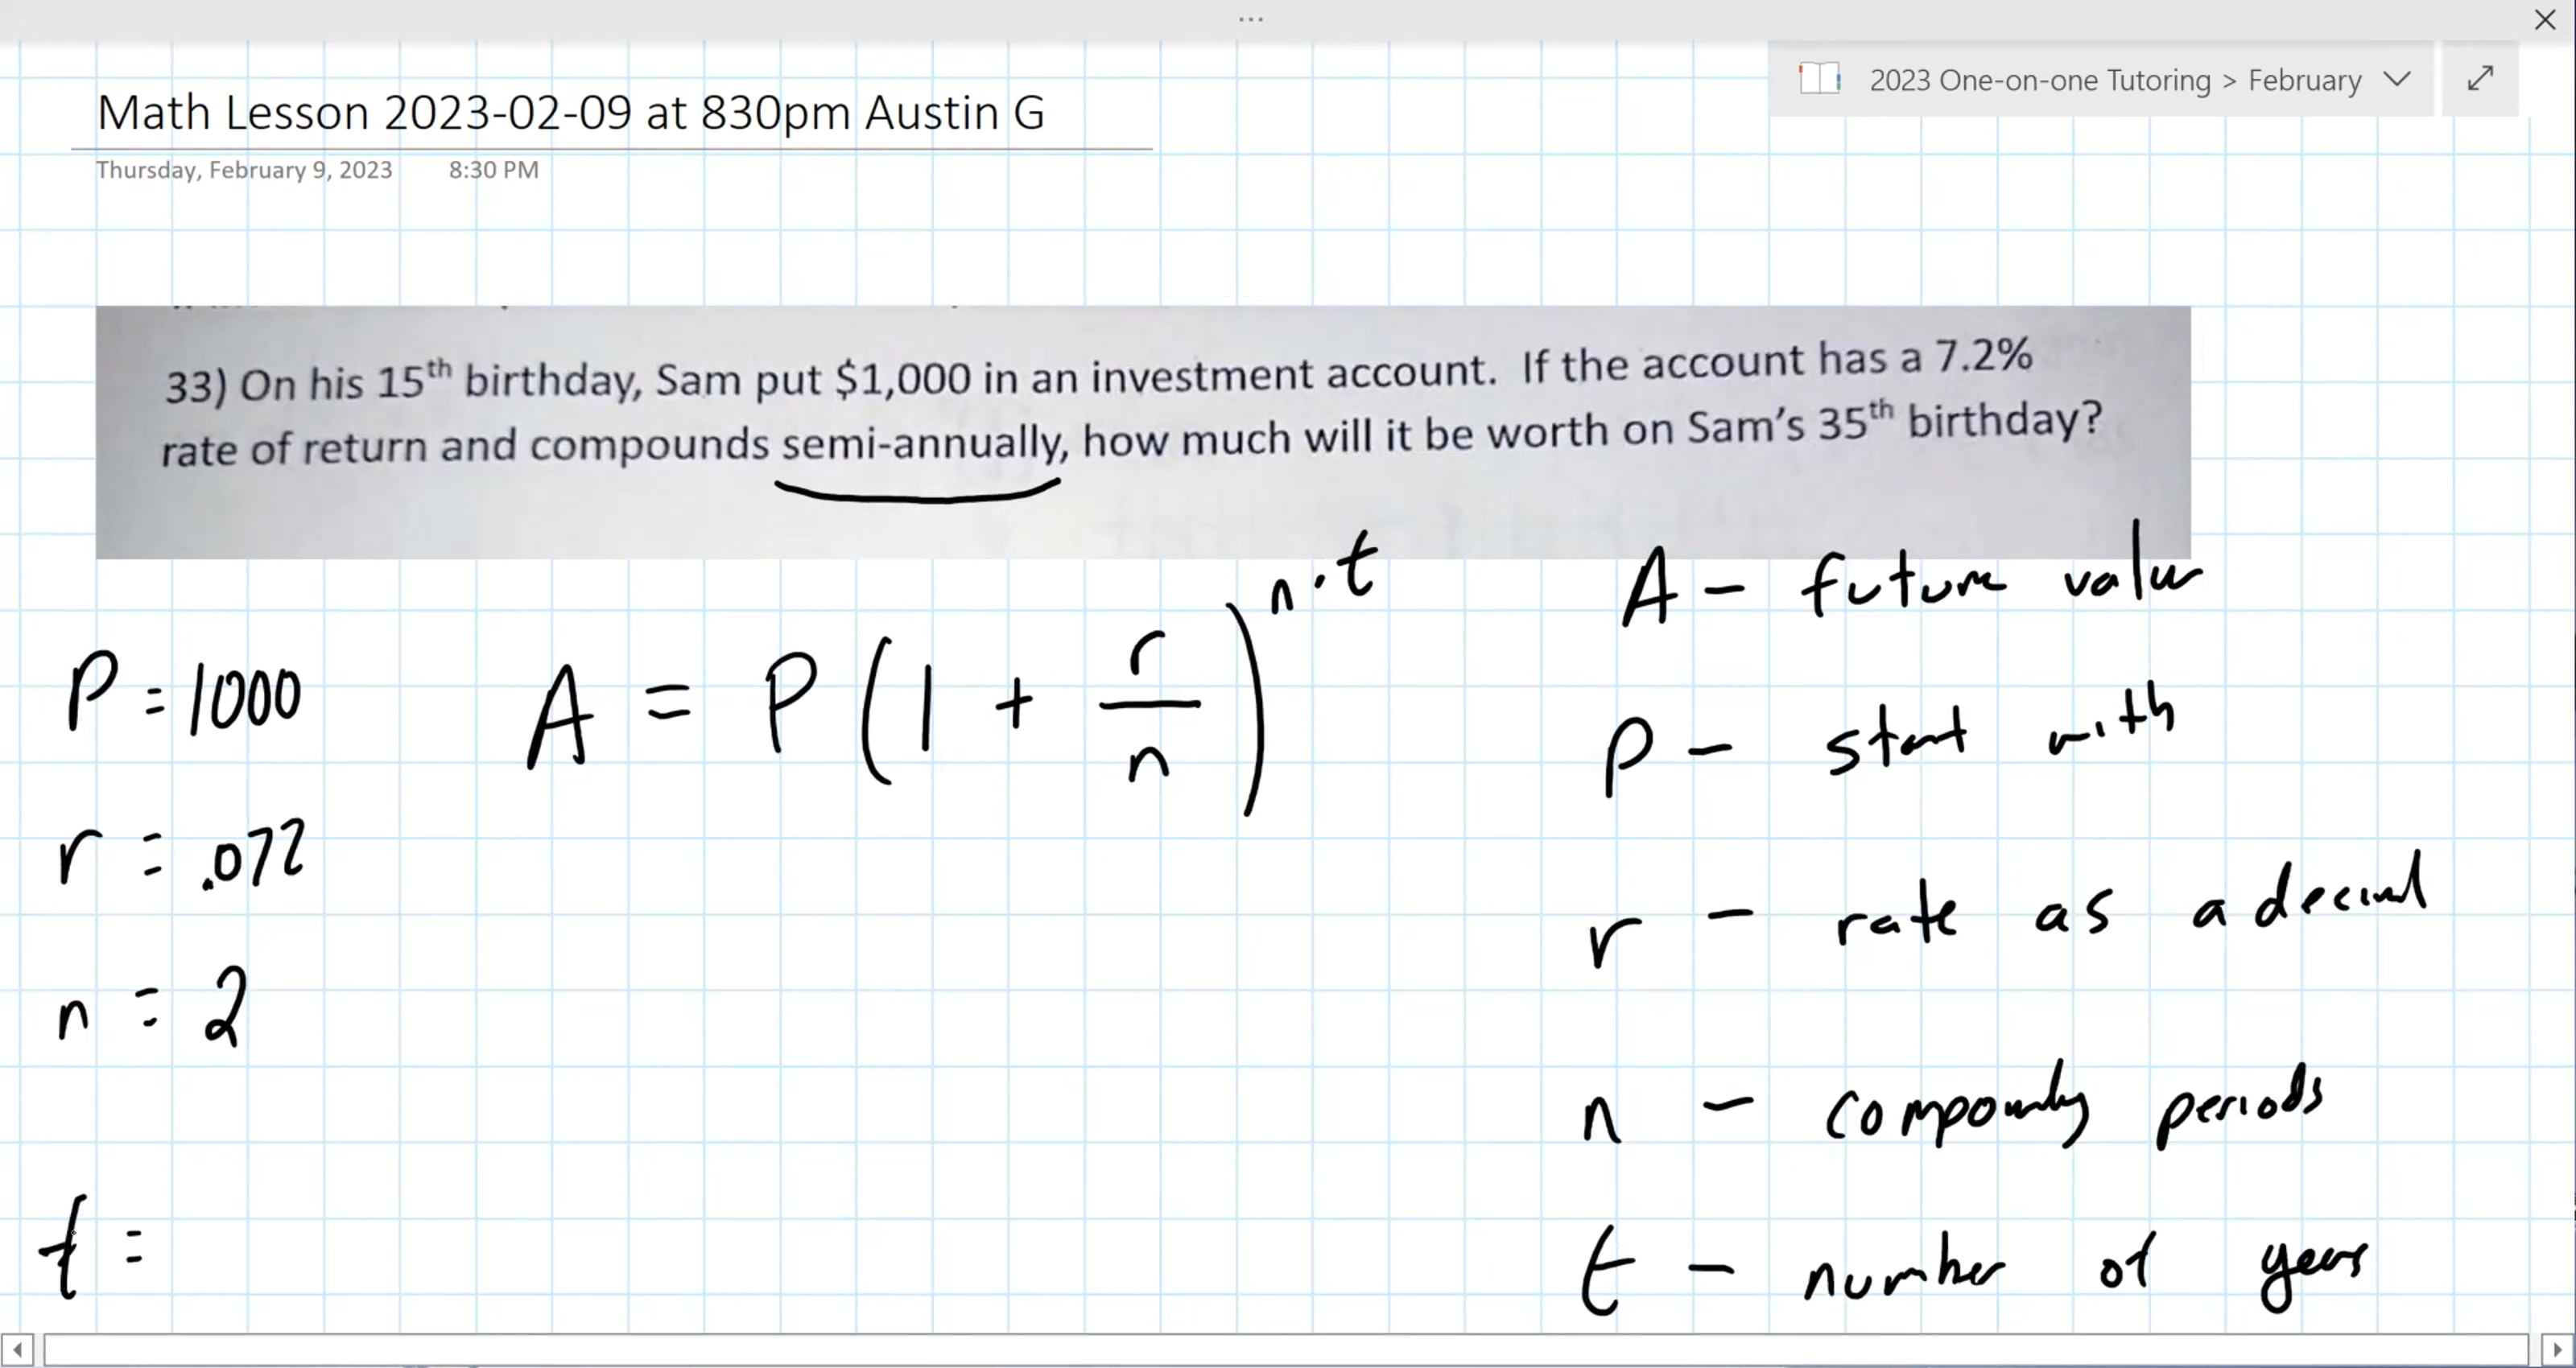 ...
2023 One-on-one Tutoring > February
Math Lesson 2023-02-09 at 830pm Austin G
Thursday, February 9, 2023 8:30 PM
33) On his 15th birthday, Sam put $1,000 in an investment account. If the account has a 7.2%
rate of return and compounds semi-annually, how much will it be worth on Sam's 35th birthday?
P = 1000
r = .072
n = 2
t =
A = P(1 + r/n)^n·t
A - future value
P - start with
r - rate as a decimal
n - compounding periods
t - number of years